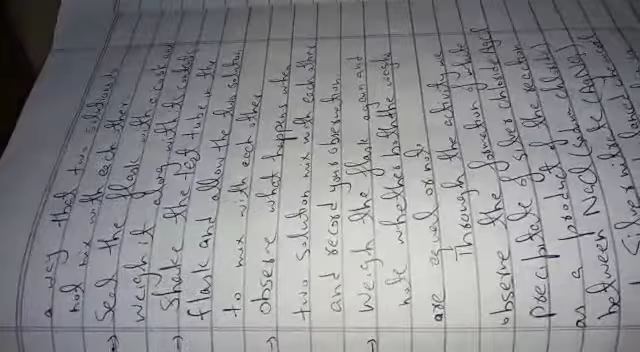 a way that two solutions
not mix with each other
→ Seal the flask with a cask and
weigh it along with its contents
→ Shake the test tube in the
flask and allow the two solution
to mix with each other
→ observe what happens when
two solution mix with each other
and record your observation
→ Weigh the flask again and
note whether both the weight
are equal or not.
Through the activity we
observe the formation of white
precipitate of silver chloride (AgCl)
as a product of the reaction
between NaCl (Sodium chloride)
Silver nitrate (AgNO3)